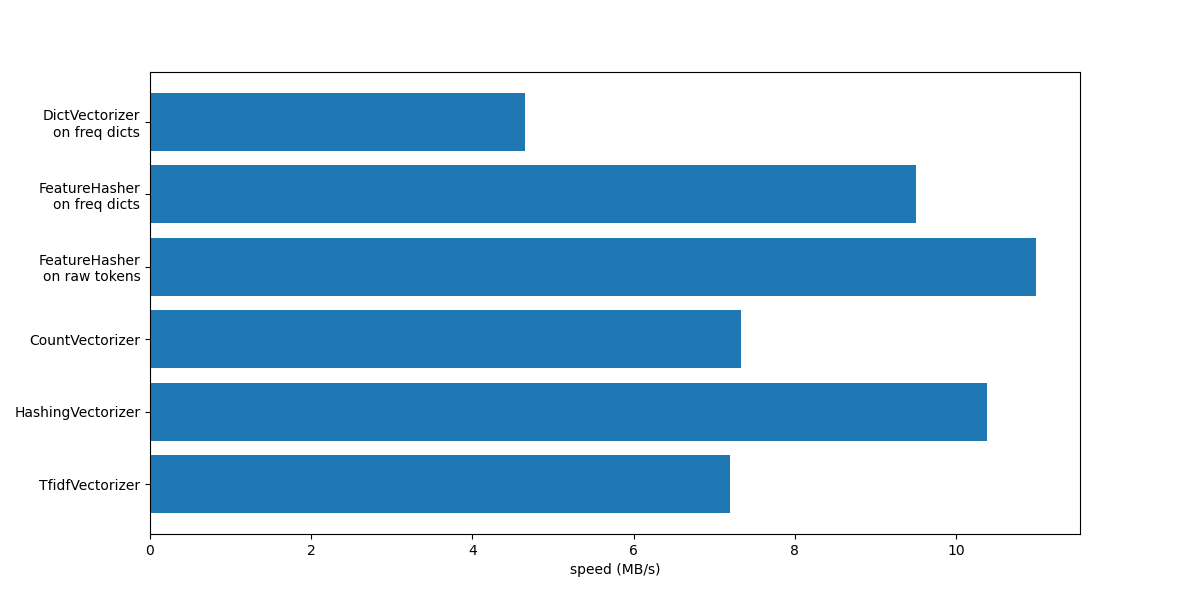 DictVectorizer
on freq dicts
FeatureHasher
on freq dicts
FeatureHasher
on raw tokens
CountVectorizer
HashingVectorizer
TfidfVectorizer
0 2 4 6 8 10
speed (MB/s)